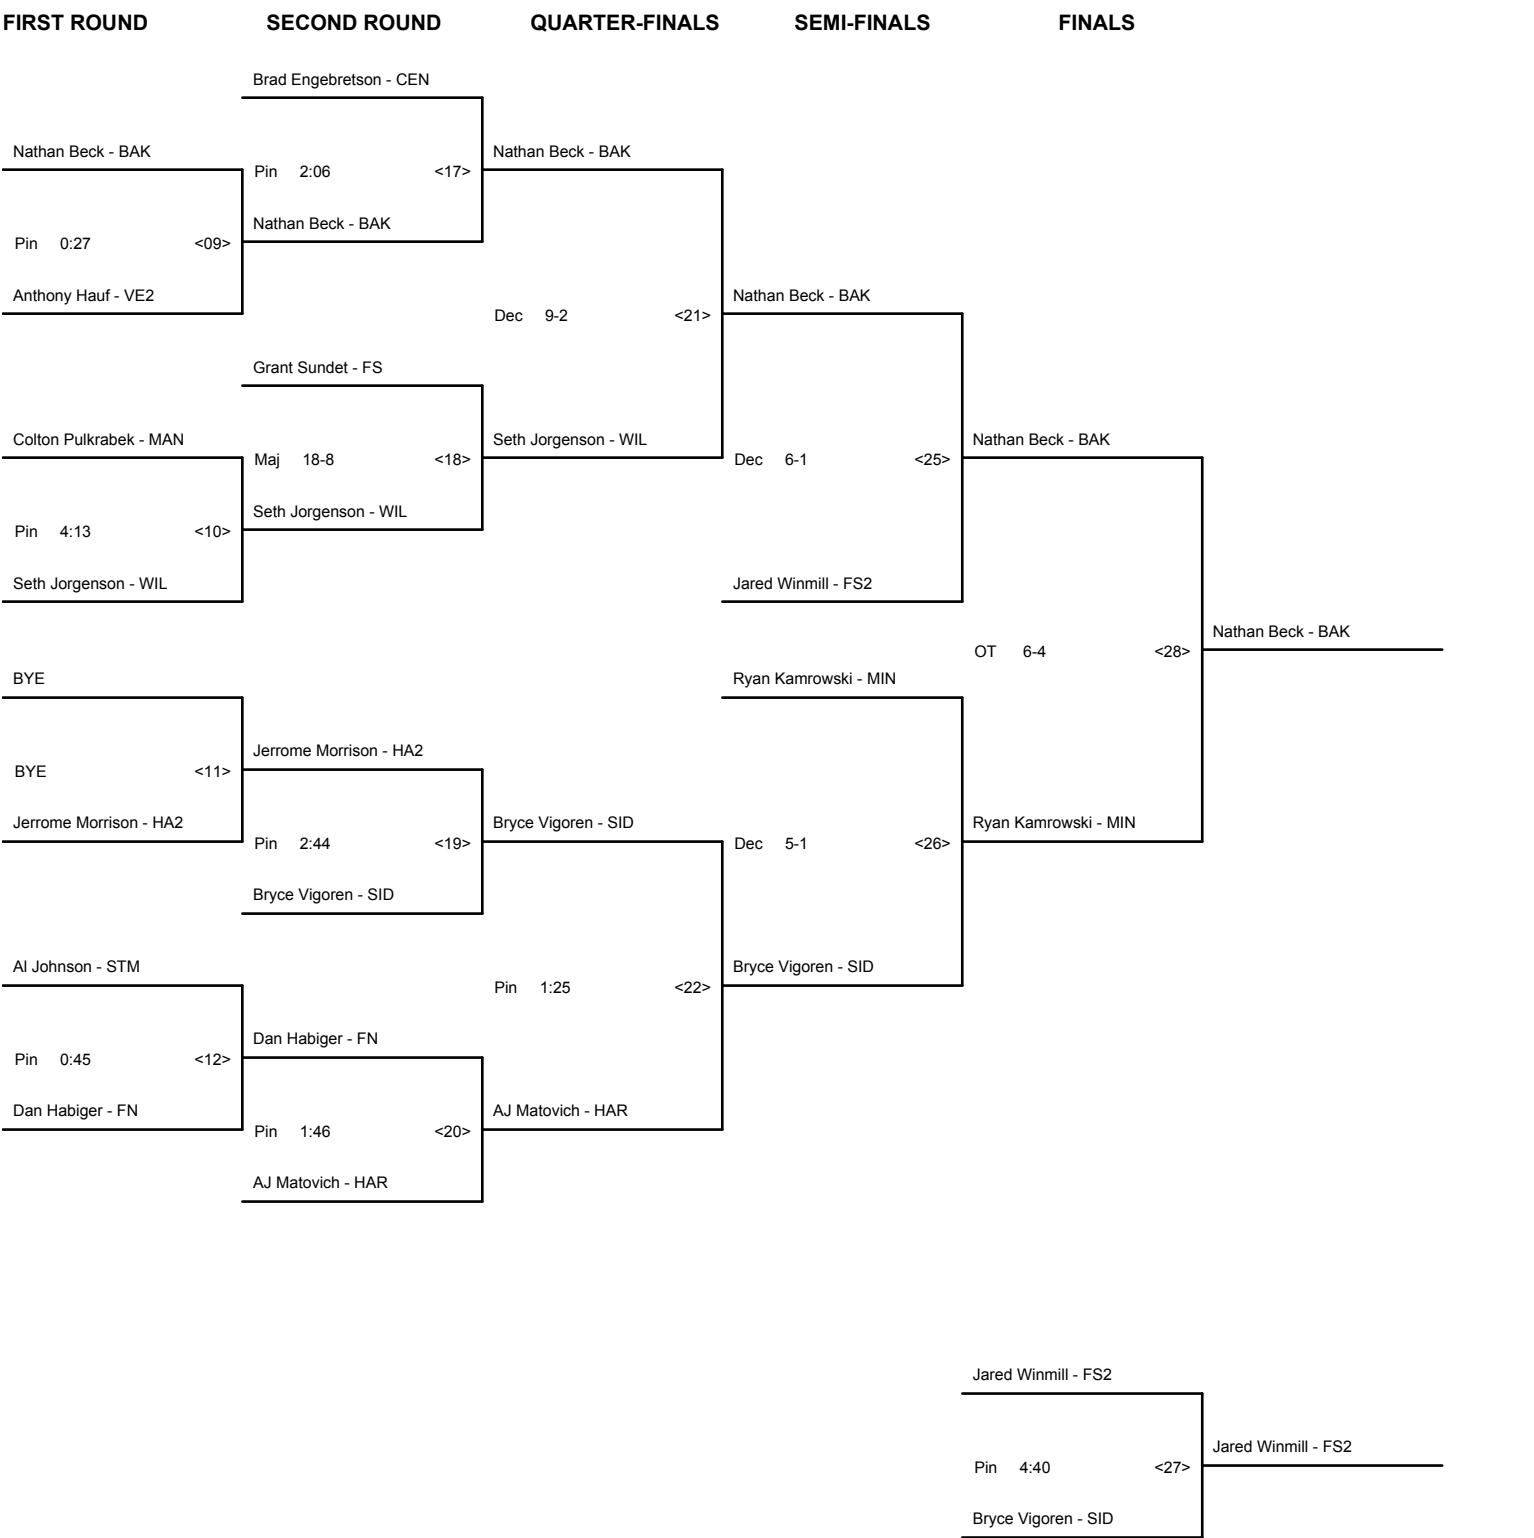 FIRST ROUND SECOND ROUND QUARTER-FINALS SEMI-FINALS FINALS
Brad Engebretson - CEN
Nathan Beck - BAK Nathan Beck - BAK
Pin 2:06 <17>
Nathan Beck - BAK
Pin 0:27 <09>
Anthony Hauf - VE2 Nathan Beck - BAK
Dec 9-2 <21>
Grant Sundet - FS
Colton Pulkrabek - MAN Seth Jorgenson - WIL Nathan Beck - BAK
Maj 18-8 <18> Dec 6-1 <25>
Seth Jorgenson - WIL
Pin 4:13 <10>
Seth Jorgenson - WIL Jared Winmill - FS2
Nathan Beck - BAK
OT 6-4 <28>
BYE Ryan Kamrowski - MIN
Jerrome Morrison - HA2
BYE <11>
Jerrome Morrison - HA2 Bryce Vigoren - SID Ryan Kamrowski - MIN
Pin 2:44 <19> Dec 5-1 <26>
Bryce Vigoren - SID
Al Johnson - STM Bryce Vigoren - SID
Pin 1:25 <22>
Dan Habiger - FN
Pin 0:45 <12>
Dan Habiger - FN AJ Matovich - HAR
Pin 1:46 <20>
AJ Matovich - HAR
Jared Winmill - FS2
Jared Winmill - FS2
Pin 4:40 <27>
Bryce Vigoren - SID